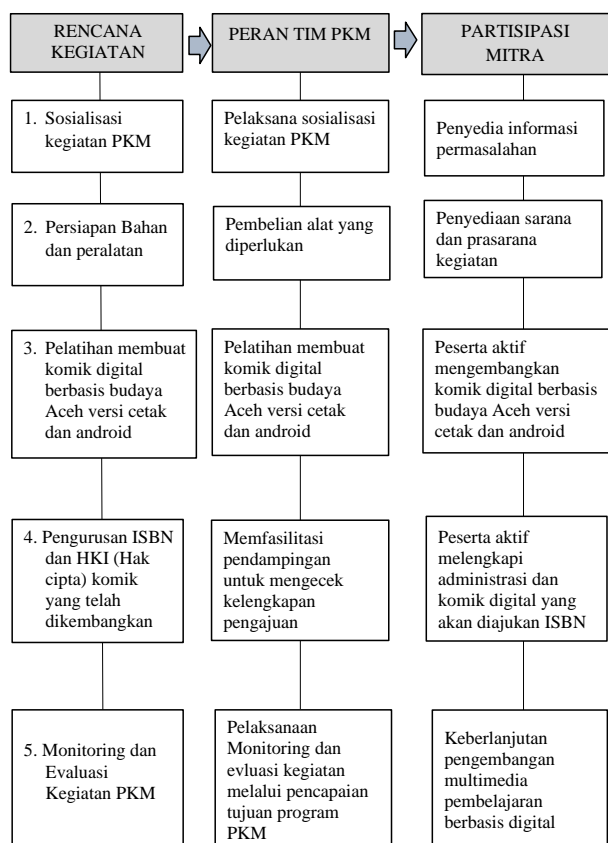 RENCANA
KEGIATAN
PERAN TIM PKM
PARTISIPASI
MITRA
1. Sosialisasi
kegiatan PKM
Pelaksana sosialisasi
kegiatan PKM
Penyedia informasi
permasalahan
2. Persiapan Bahan
dan peralatan
Pembelian alat yang
diperlukan
Penyediaan sarana
dan prasarana
kegiatan
3. Pelatihan membuat
komik digital
berbasis budaya
Aceh versi cetak
dan android
Pelatihan membuat
komik digital
berbasis budaya
Aceh versi cetak
dan android
Peserta aktif
mengembangkan
komik digital berbasis
budaya Aceh versi
cetak dan android
4. Pengurusan ISBN
dan HKI (Hak
cipta) komik
yang telah
dikembangkan
Memfasilitasi
pendampingan
untuk mengecek
kelengkapan
pengajuan
Peserta aktif
melengkapi
administrasi dan
komik digital yang
akan diajukan ISBN
5. Monitoring dan
Evaluasi
Kegiatan PKM
Pelaksanaan
Monitoring dan
evluasi kegiatan
melalui pencapaian
tujuan program
PKM
Keberlanjutan
pengembangan
multimedia
pembelajaran
berbasis digital